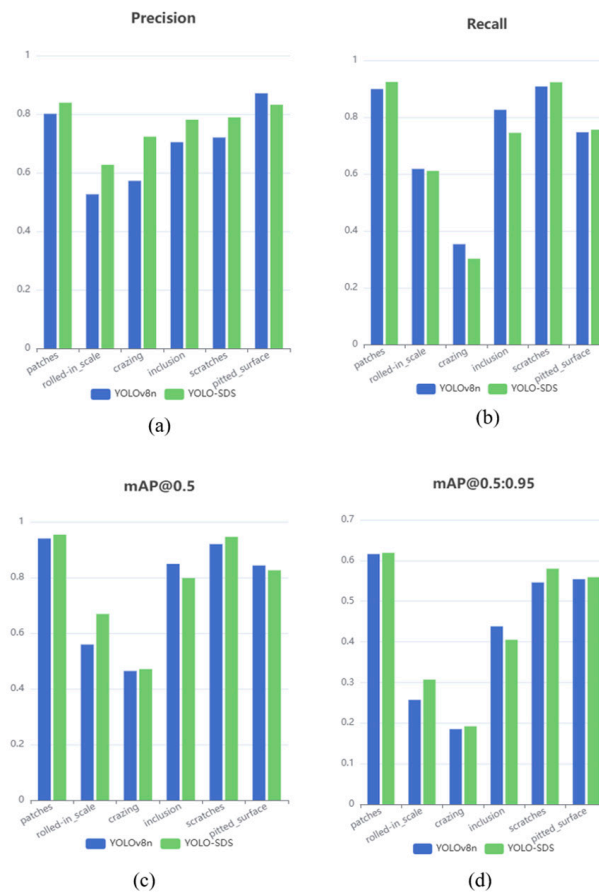 Precision
1
0.8
0.6
0.4
0.2
0
patches
rolled-in_scale
crazing
inclusion
scratches
pitted_surface
YOLOv8n YOLO-SDS
(a)
Recall
1
0.8
0.6
0.4
0.2
0
patches
rolled-in_scale
crazing
inclusion
scratches
pitted_surface
YOLOv8n YOLO-SDS
(b)
mAP@0.5
1
0.8
0.6
0.4
0.2
0
patches
rolled-in_scale
crazing
inclusion
scratches
pitted_surface
YOLOv8n YOLO-SDS
(c)
mAP@0.5:0.95
0.7
0.6
0.5
0.4
0.3
0.2
0.1
0
patches
rolled-in_scale
crazing
inclusion
scratches
pitted_surface
YOLOv8n YOLO-SDS
(d)